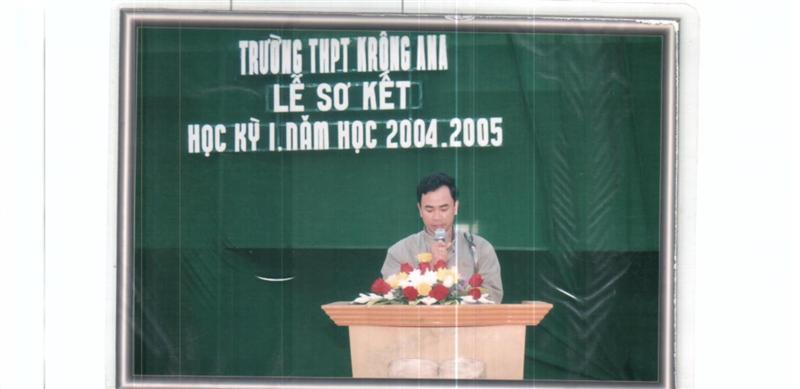 TRƯỜNG THPT KRÔNG ANA
LỄ SƠ KẾT
HỌC KỲ I.NĂM HỌC 2004.2005